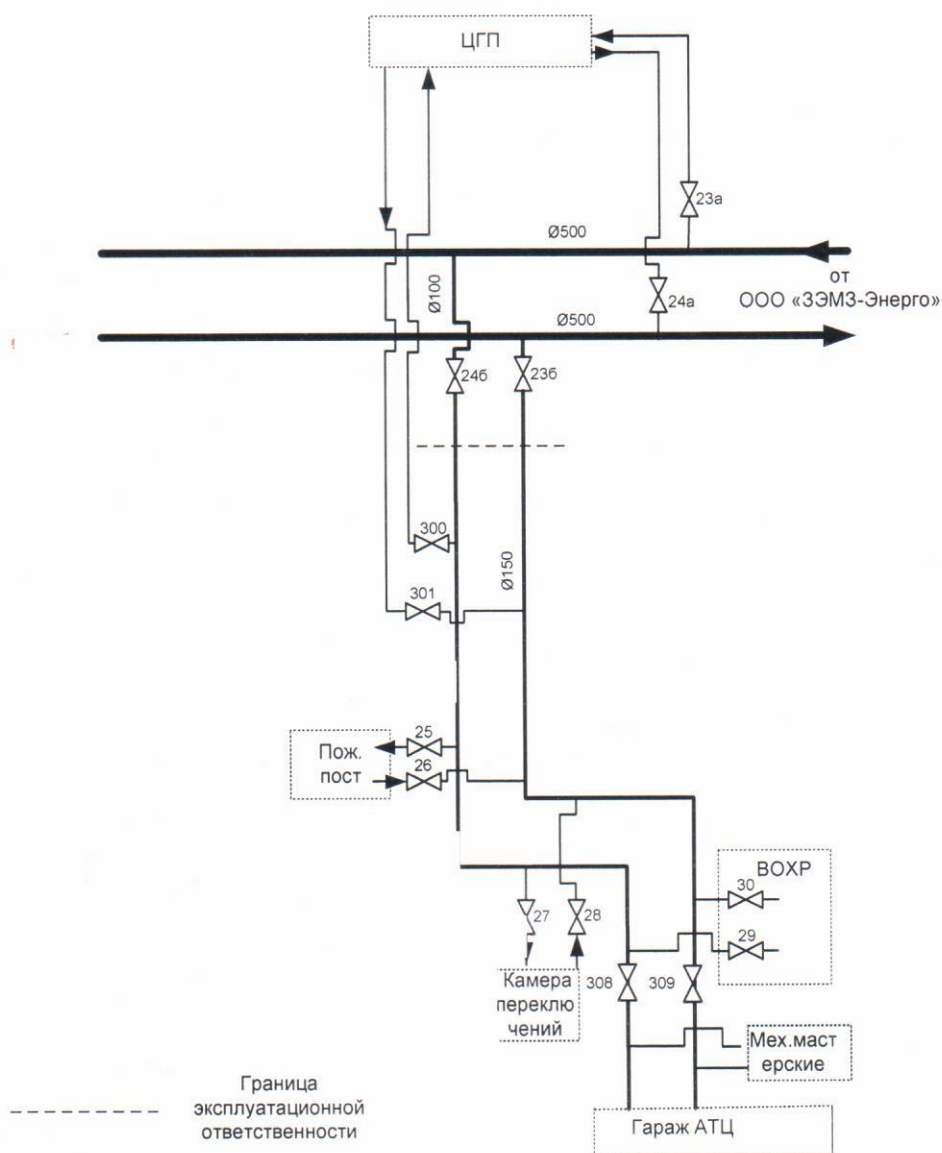 ЦГП
23а
Ø500
от
ООО «ЗЭМЗ-Энерго»
Ø100
24а
Ø500
24б
23б
300
Ø150
301
25
Пож.
пост
26
ВОХР
30
27
28
29
Камера
переклю
чений
308
309
Мех.маст
ерские
Граница
эксплуатационной
ответственности
Гараж АТЦ